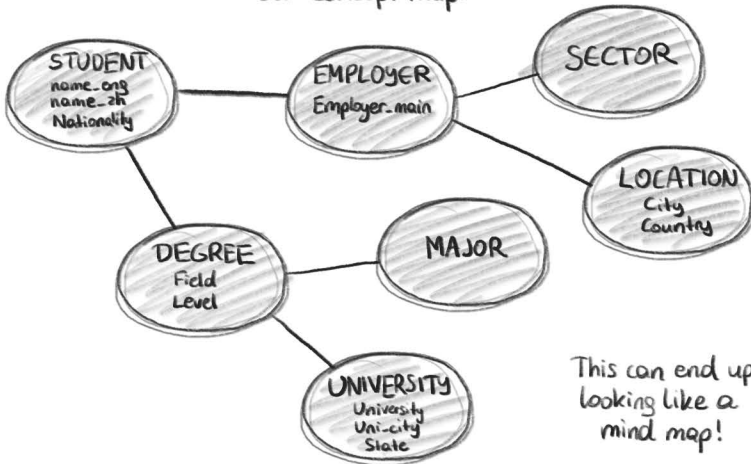 STUDENT
name_eng
name_zh
Nationality
EMPLOYER
Employer_main
SECTOR
LOCATION
City
Country
DEGREE
Field
Level
MAJOR
UNIVERSITY
University
Uni-city
State
This can end up
looking like a
mind map!